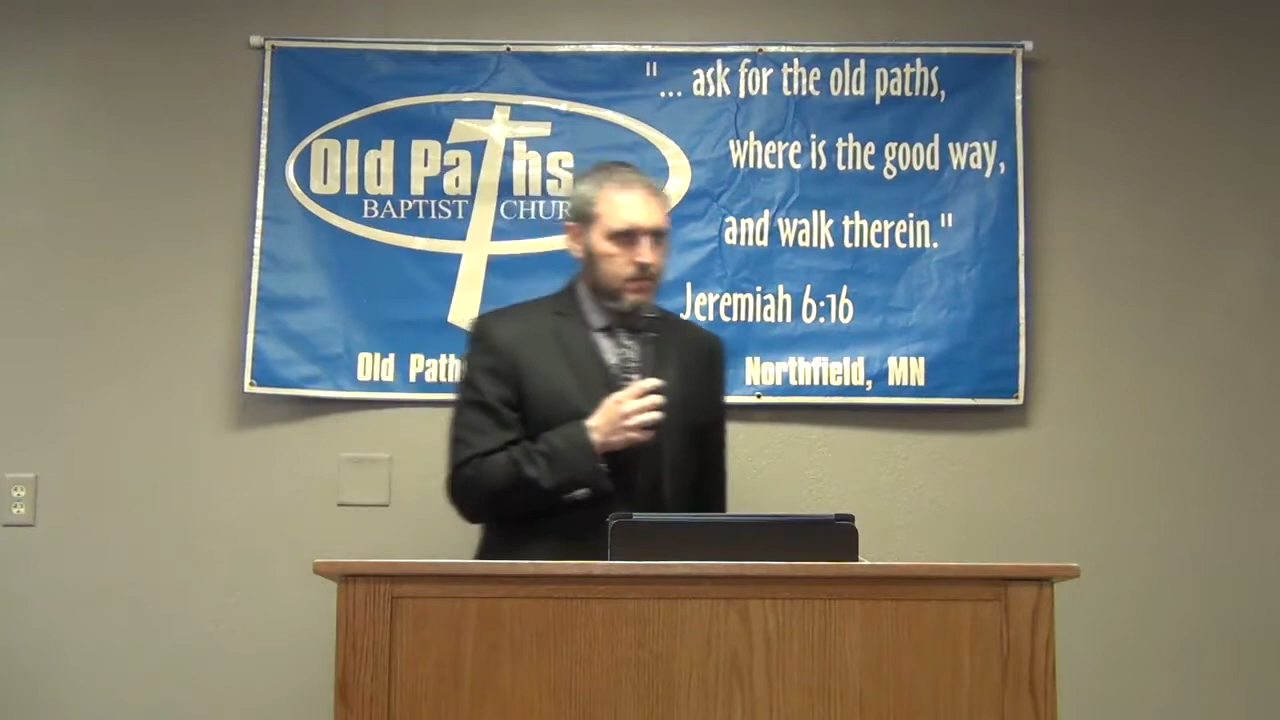 Old Paths
BAPTIST CHUR
"... ask for the old paths,
where is the good way,
and walk therein."
Jeremiah 6:16
Old Path
Northfield, MN